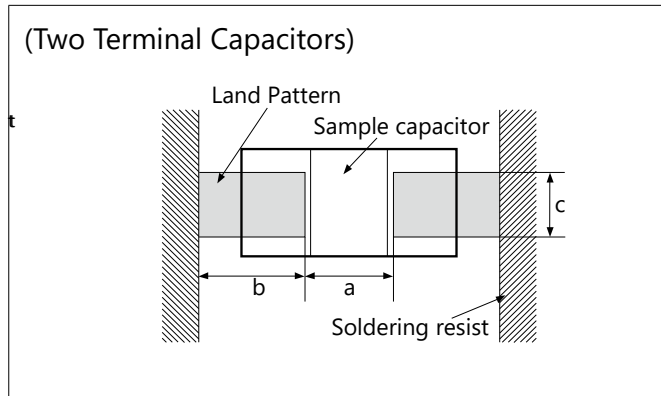 (Two Terminal Capacitors)
Land Pattern
t
Sample capacitor
c
b
a
Soldering resist